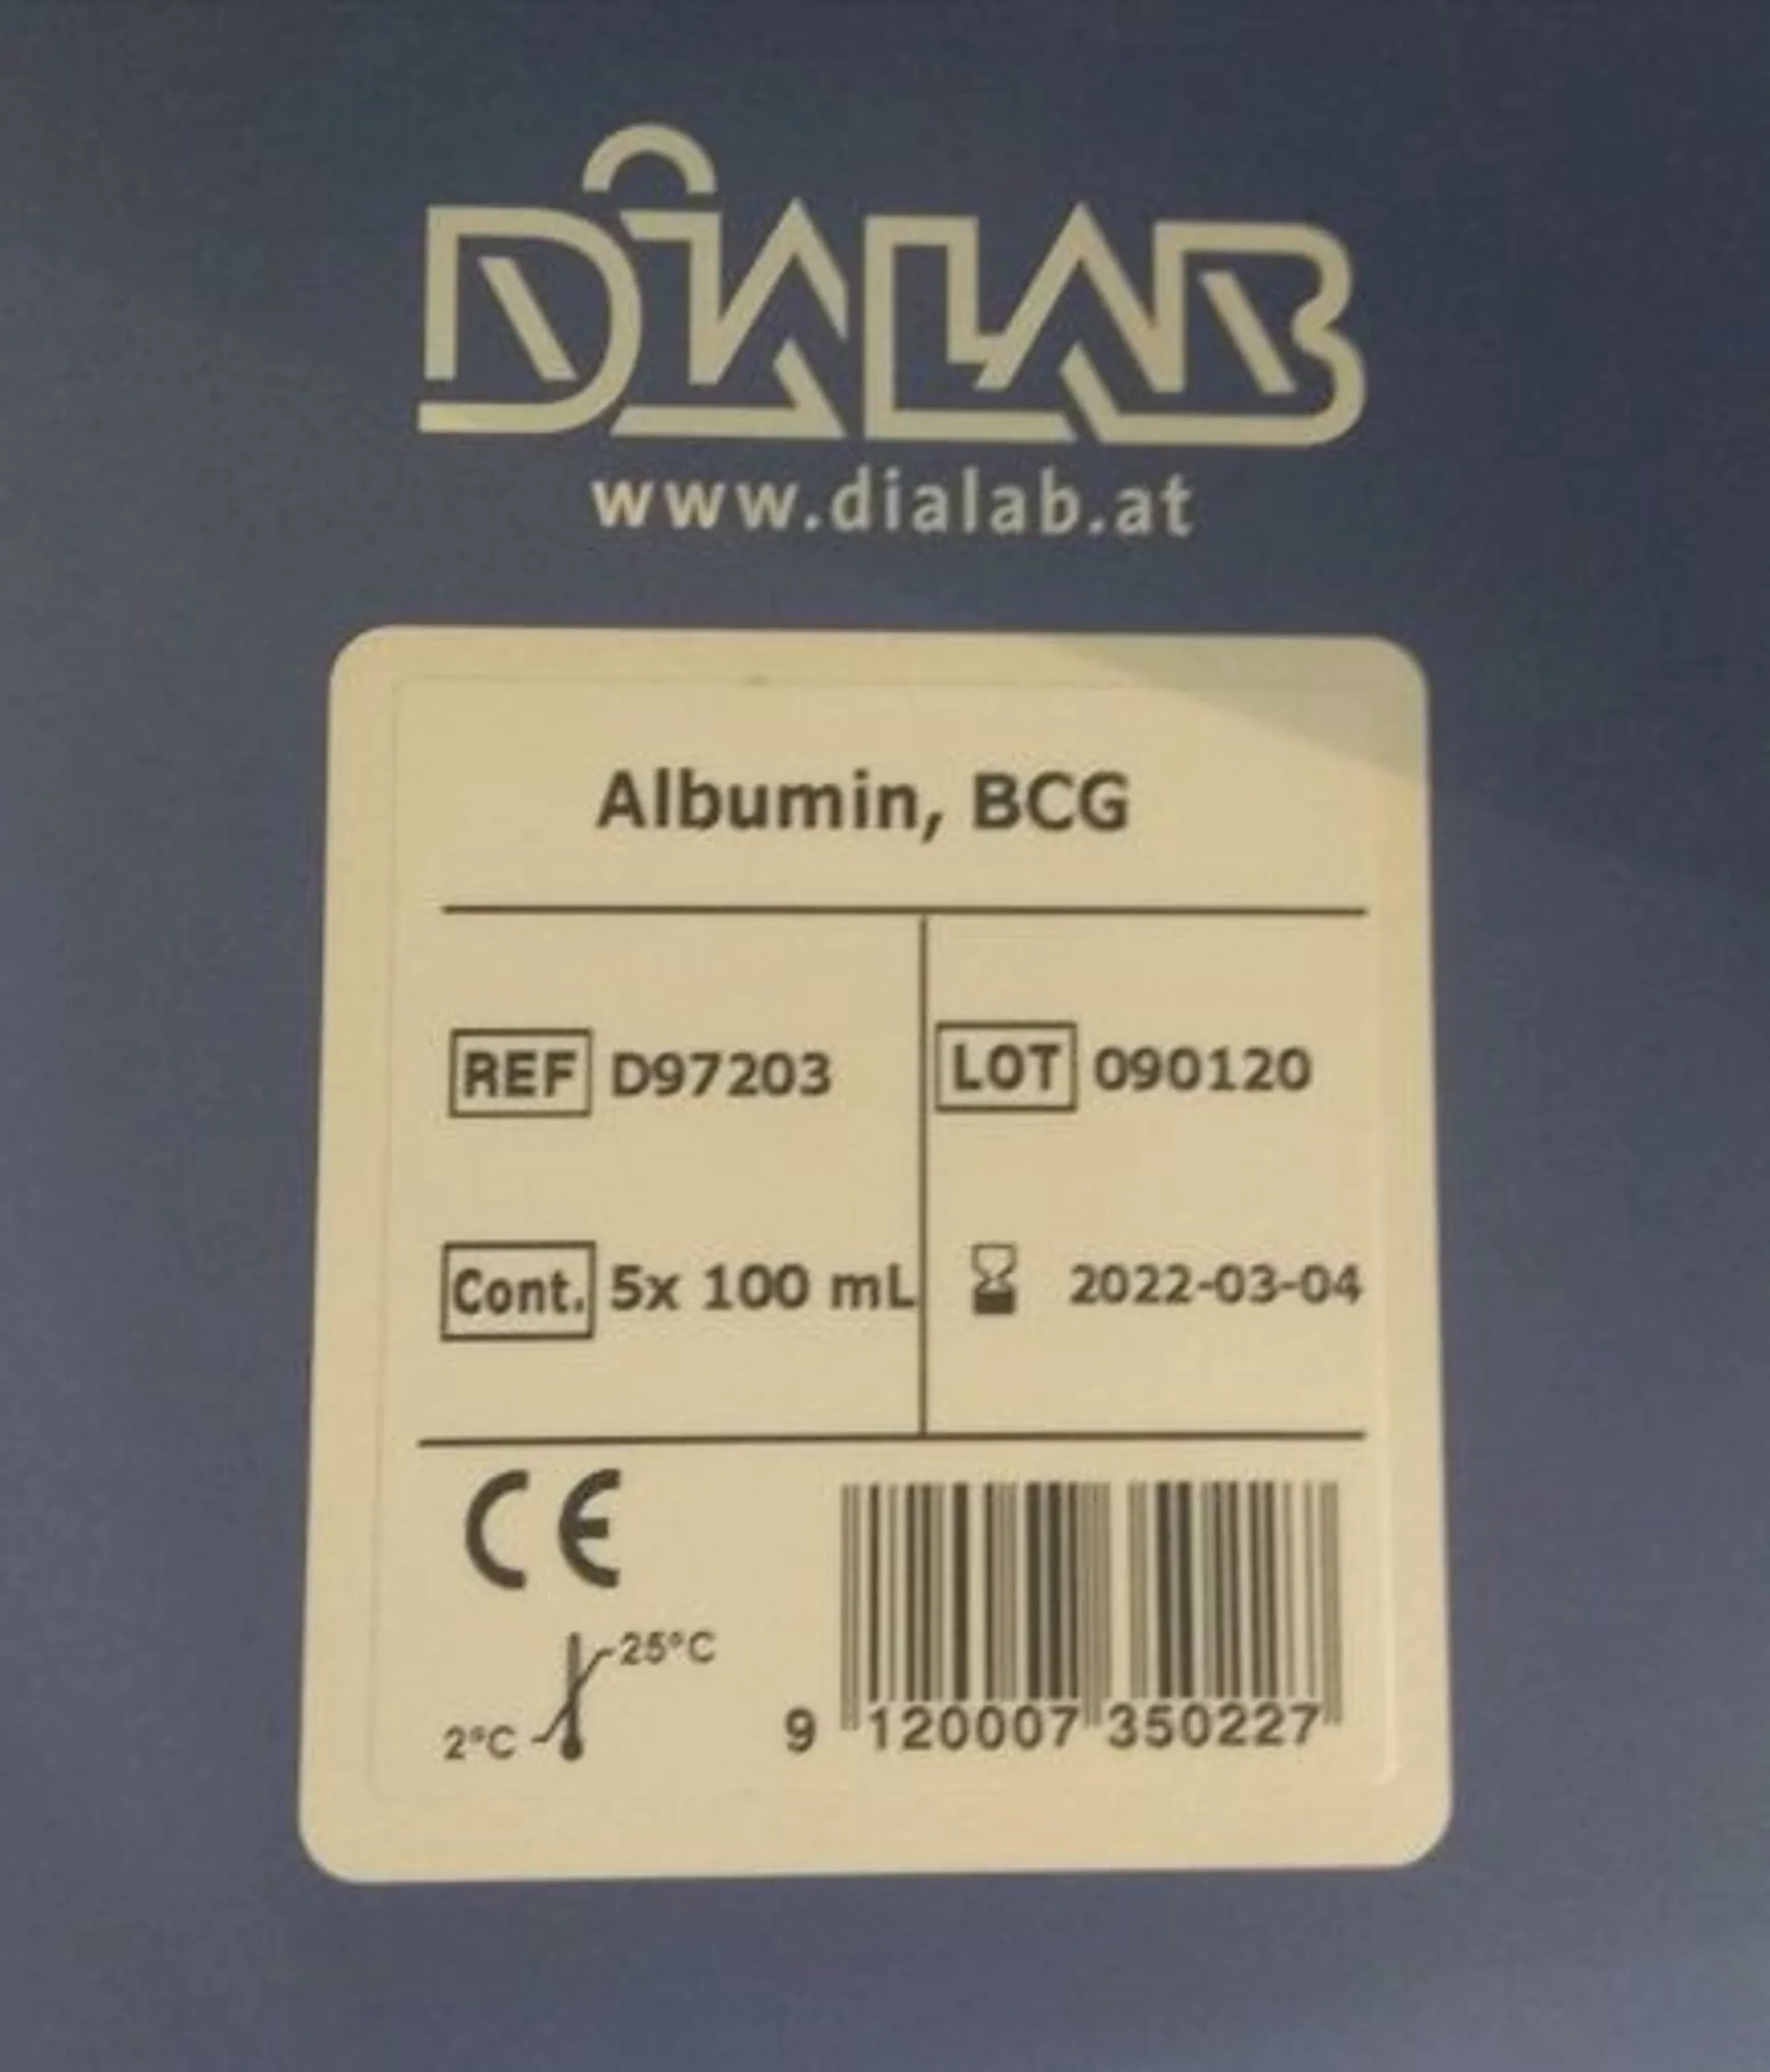 DiALAB
www.dialab.at
Albumin, BCG
REF D97203
LOT 090120
Cont. 5x 100 mL
2022-03-04
CE
25°C
2°C
9 120007 350227